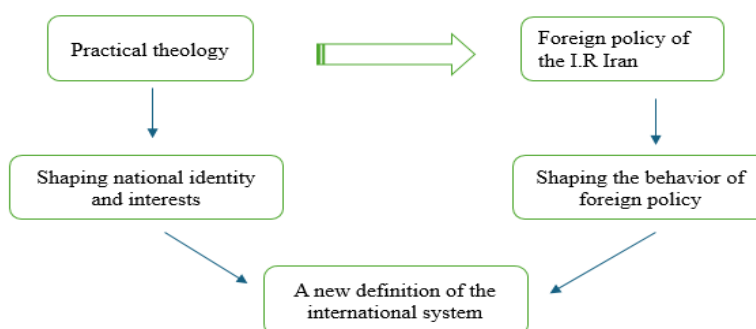 Practical theology
Foreign policy of
the I.R Iran
Shaping national identity
and interests
Shaping the behavior of
foreign policy
A new definition of the
international system